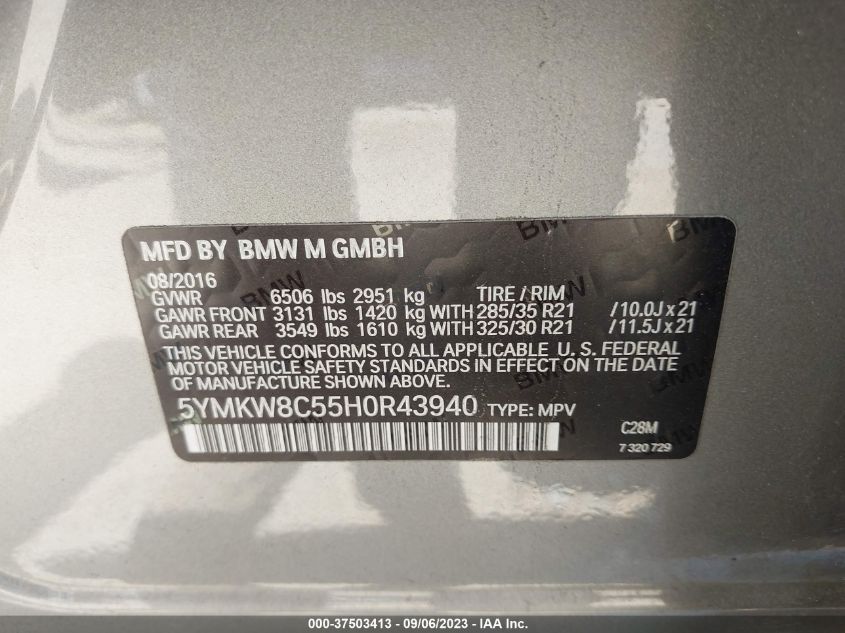 MFD BY BMW M GMBH
08/2016
GVWR 6506 lbs 2951 kg TIRE / RIM
GAWR FRONT 3131 lbs 1420 kg WITH 285/35 R21 /10.0J x 21
GAWR REAR 3549 lbs 1610 kg WITH 325/30 R21 /11.5J x 21
THIS VEHICLE CONFORMS TO ALL APPLICABLE U. S. FEDERAL
MOTOR VEHICLE SAFETY STANDARDS IN EFFECT ON THE DATE
OF MANUFACTURE SHOWN ABOVE.
5YMKW8C55H0R43940 TYPE: MPV
C28M
7 320 729
000-37503413 - 09/06/2023 - IAA Inc.